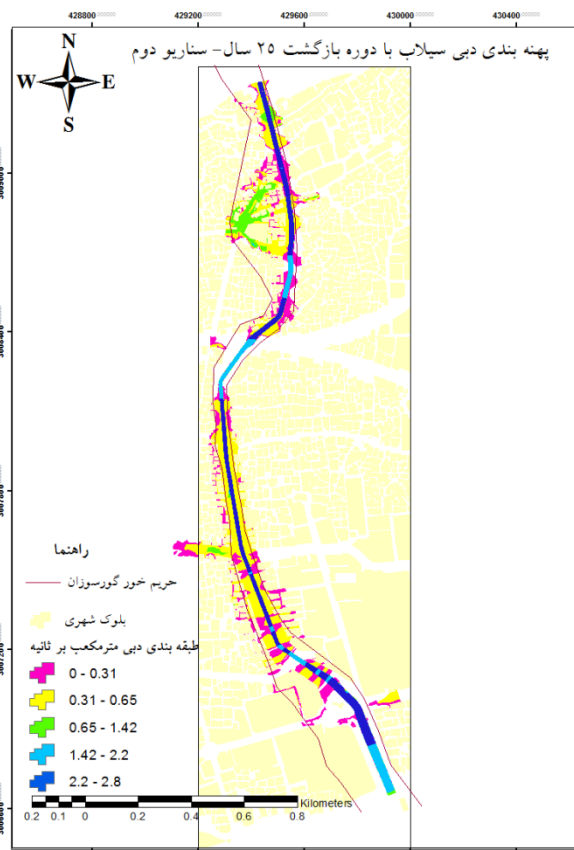 428800 429200 429600 430000 430400
پهنه بندی دبی سیلاب با دوره بازگشت ۲۵ سال- سناریو دوم
N
W E
S
راهنما
حریم خور گورسوزان
بلوک شهری
طبقه بندی دبی مترمکعب بر ثانیه
0 - 0.31
0.31 - 0.65
0.65 - 1.42
1.42 - 2.2
2.2 - 2.8
0.2 0.1 0 0.2 0.4 0.6 0.8
Kilometers